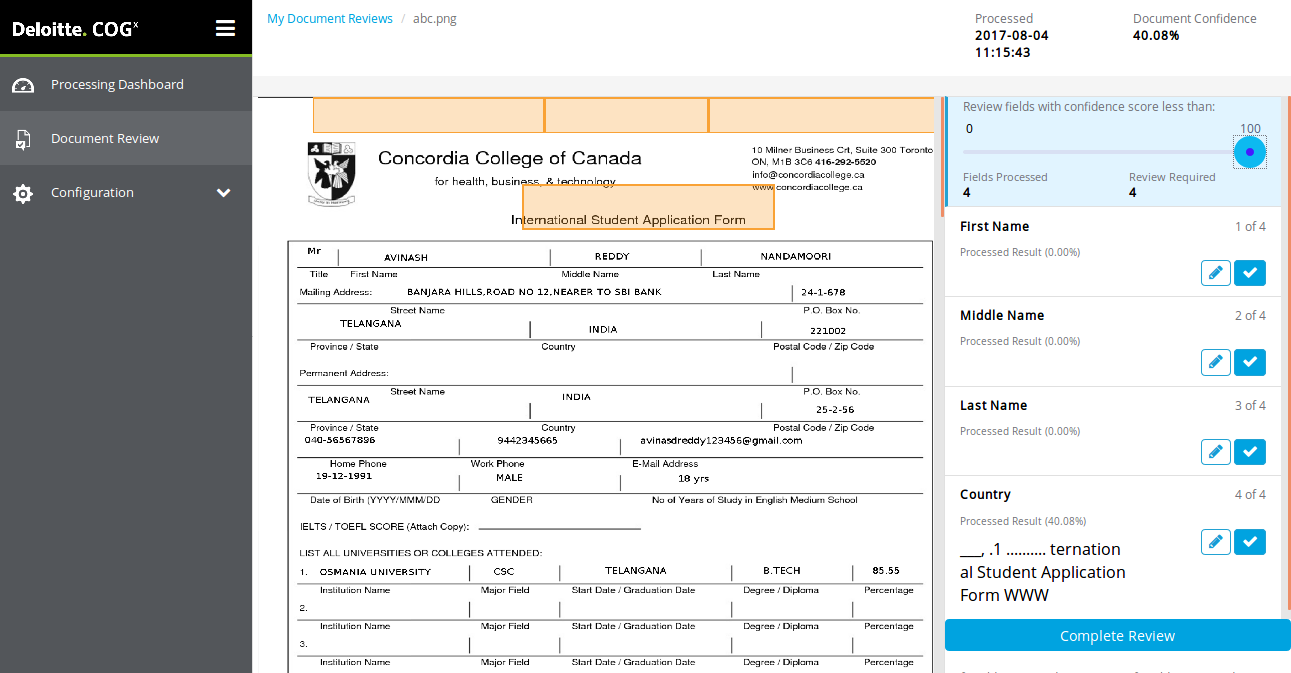 Deloitte. COGx
Processing Dashboard
Document Review
Configuration
My Document Reviews / abc.png
Processed
2017-08-04
11:15:43
Document Confidence
40.08%
10 Milner Business Crt, Suite 300 Toronto
Concordia College of Canada
ON, M1B 3C6 416-292-5520
info@concordiacollege.ca
for health, business, & technology
www.concordiacollege.ca
International Student Application Form
Mr AVINASH REDDY NANDAMOORI
Title First Name Middle Name Last Name
Mailing Address: BANJARA HILLS,ROAD NO 12,NEARER TO SBI BANK 24-1-678
Street Name P.O. Box No.
TELANGANA INDIA 221002
Province / State Country Postal Code / Zip Code
Permanent Address:
Street Name P.O. Box No.
TELANGANA INDIA 25-2-56
Province / State Country Postal Code / Zip Code
040-56567896 9442345665 avinasdreddy123456@gmail.com
Home Phone Work Phone E-Mail Address
19-12-1991 MALE 18 yrs
Date of Birth (YYYY/MMM/DD GENDER No of Years of Study in English Medium School
IELTS / TOEFL SCORE (Attach Copy):
LIST ALL UNIVERSITIES OR COLLEGES ATTENDED:
1. OSMANIA UNIVERSITY CSC TELANGANA B.TECH 85.55
Institution Name Major Field Start Date / Graduation Date Degree / Diploma Percentage
2.
Institution Name Major Field Start Date / Graduation Date Degree / Diploma Percentage
3.
Institution Name Major Field Start Date / Graduation Date Degree / Diploma Percentage
Review fields with confidence score less than:
0 100
Fields Processed Review Required
4 4
First Name 1 of 4
Processed Result (0.00%)
Middle Name 2 of 4
Processed Result (0.00%)
Last Name 3 of 4
Processed Result (0.00%)
Country 4 of 4
Processed Result (40.08%)
___, .1 .......... ternation
al Student Application
Form WWW
Complete Review